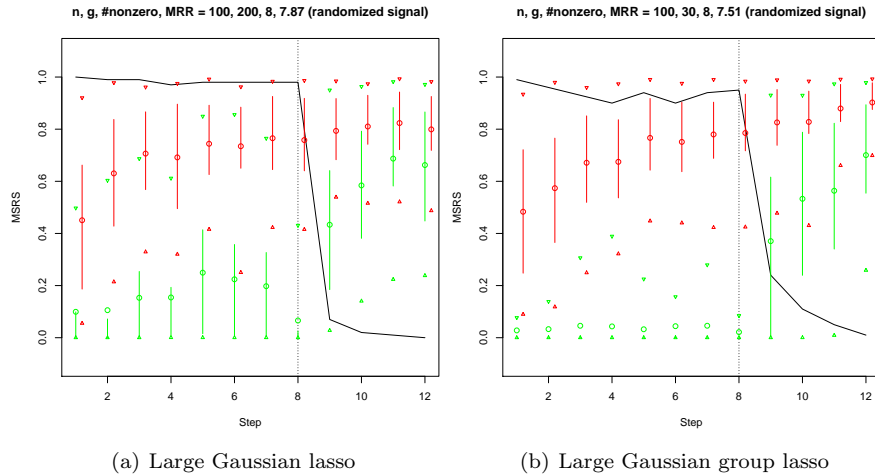 n, g, #nonzero, MRR = 100, 200, 8, 7.87 (randomized signal)
MSRS
1.0
0.8
0.6
0.4
0.2
0.0
2 4 6 8 10 12
Step
(a) Large Gaussian lasso
n, g, #nonzero, MRR = 100, 30, 8, 7.51 (randomized signal)
MSRS
1.0
0.8
0.6
0.4
0.2
0.0
2 4 6 8 10 12
Step
(b) Large Gaussian group lasso